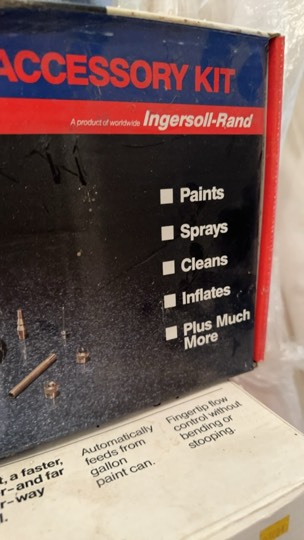 ACCESSORY KIT
A product of worldwide Ingersoll-Rand
Paints
Sprays
Cleans
Inflates
Plus Much
More
a faster,
and far
way
Automatically
feeds from
gallon
paint can.
Fingertip flow
control without
bending or
stooping.